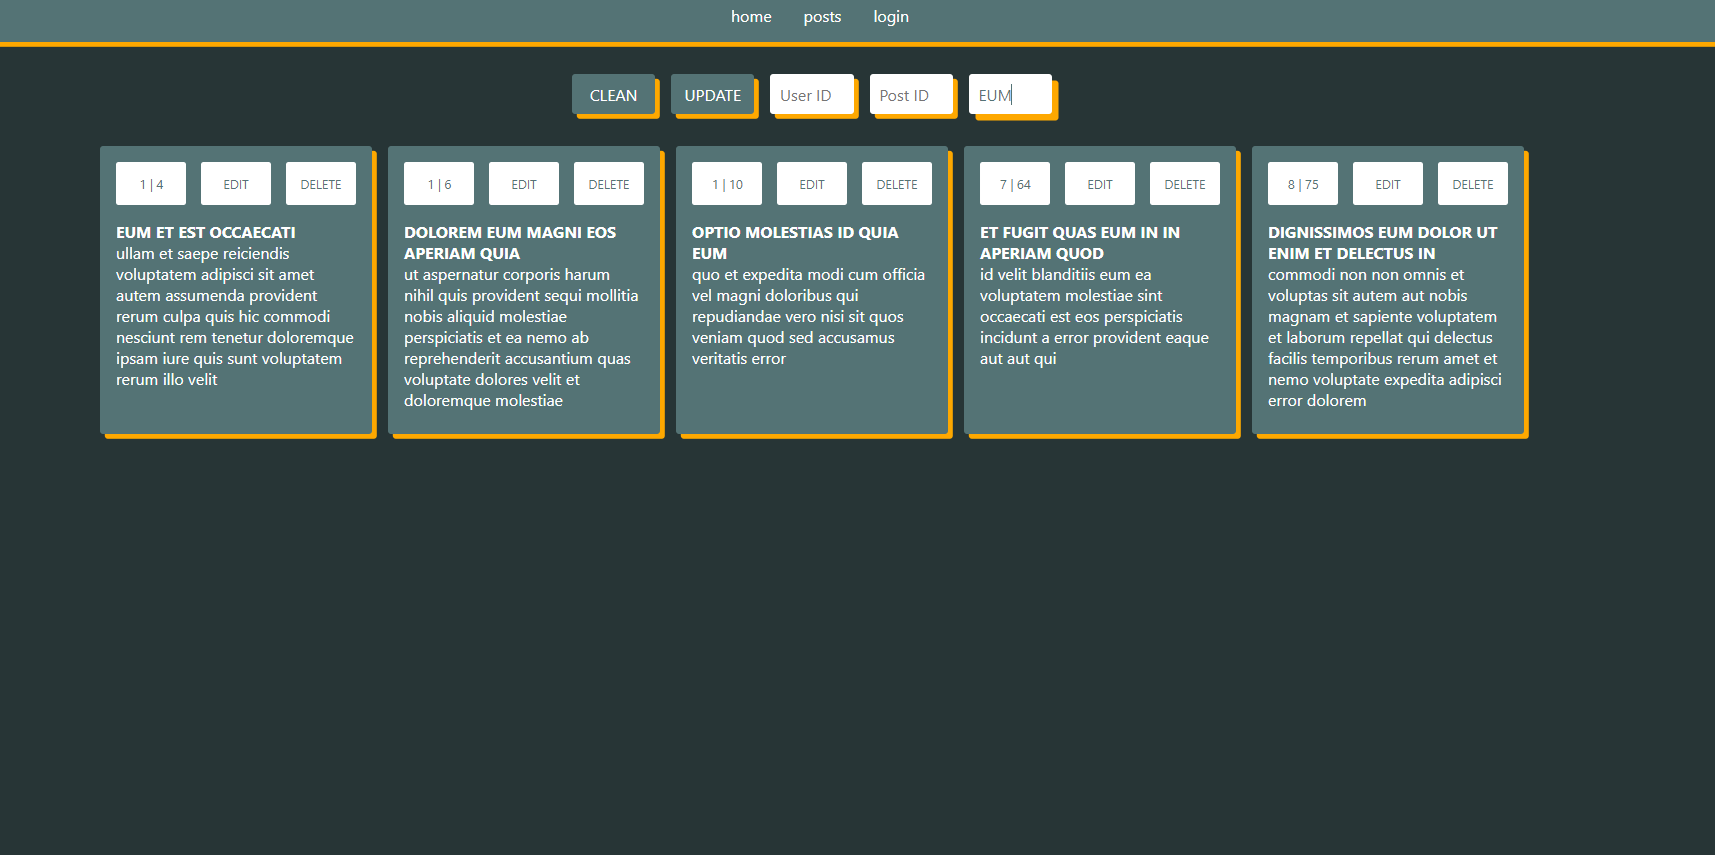 home posts login
CLEAN UPDATE User ID Post ID EUM
1 | 4 EDIT DELETE
EUM ET EST OCCAECATI
ullam et saepe reiciendis
voluptatem adipisci sit amet
autem assumenda provident
rerum culpa quis hic commodi
nesciunt rem tenetur doloremque
ipsam iure quis sunt voluptatem
rerum illo velit
1 | 6 EDIT DELETE
DOLOREM EUM MAGNI EOS
APERIAM QUIA
ut aspernatur corporis harum
nihil quis provident sequi mollitia
nobis aliquid molestiae
perspiciatis et ea nemo ab
reprehenderit accusantium quas
voluptate dolores velit et
doloremque molestiae
1 | 10 EDIT DELETE
OPTIO MOLESTIAS ID QUIA
EUM
quo et expedita modi cum officia
vel magni doloribus qui
repudiandae vero nisi sit quos
veniam quod sed accusamus
veritatis error
7 | 64 EDIT DELETE
ET FUGIT QUAS EUM IN IN
APERIAM QUOD
id velit blanditiis eum ea
voluptatem molestiae sint
occaecati est eos perspiciatis
incidunt a error provident eaque
aut aut qui
8 | 75 EDIT DELETE
DIGNISSIMOS EUM DOLOR UT
ENIM ET DELECTUS IN
commodi non non omnis et
voluptas sit autem aut nobis
magnam et sapiente voluptatem
et laborum repellat qui delectus
facilis temporibus rerum amet et
nemo voluptate expedita adipisci
error dolorem